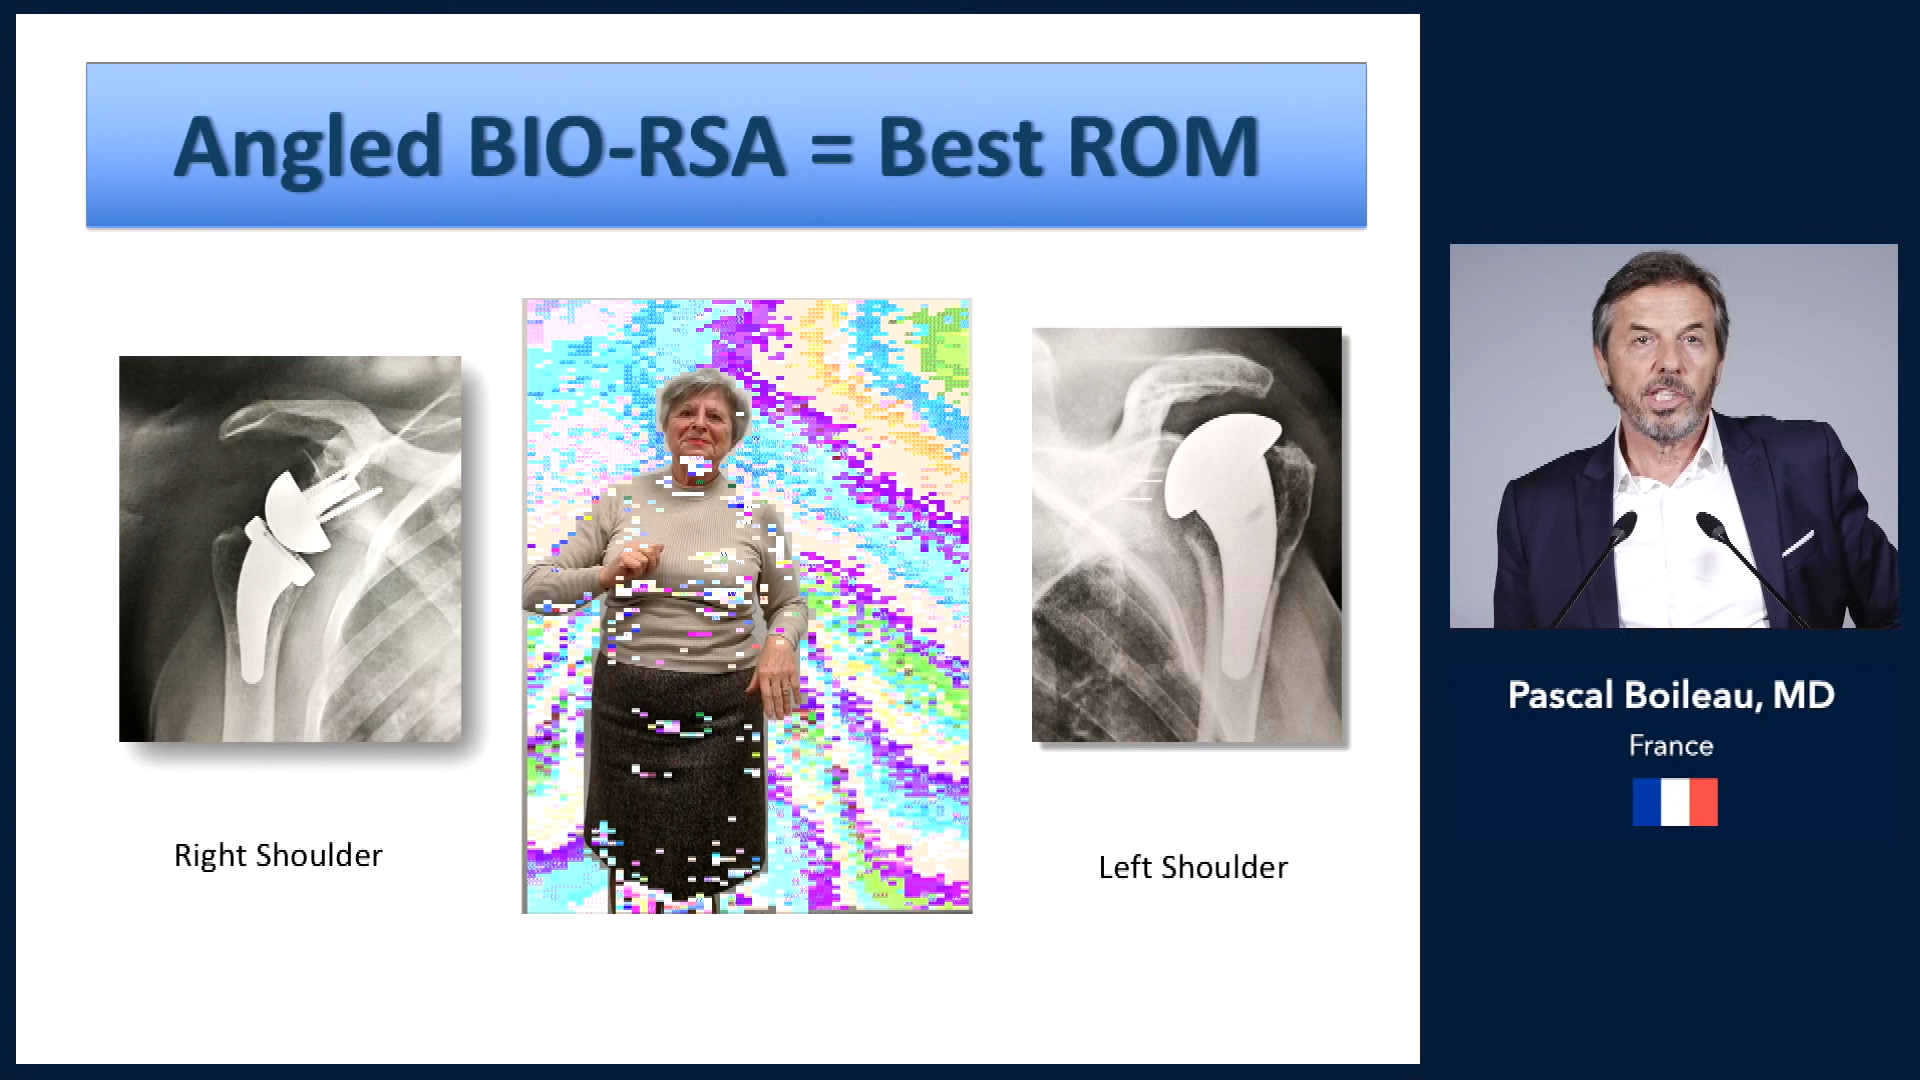 Angled BIO-RSA = Best ROM
Right Shoulder
Left Shoulder
Pascal Boileau, MD
France